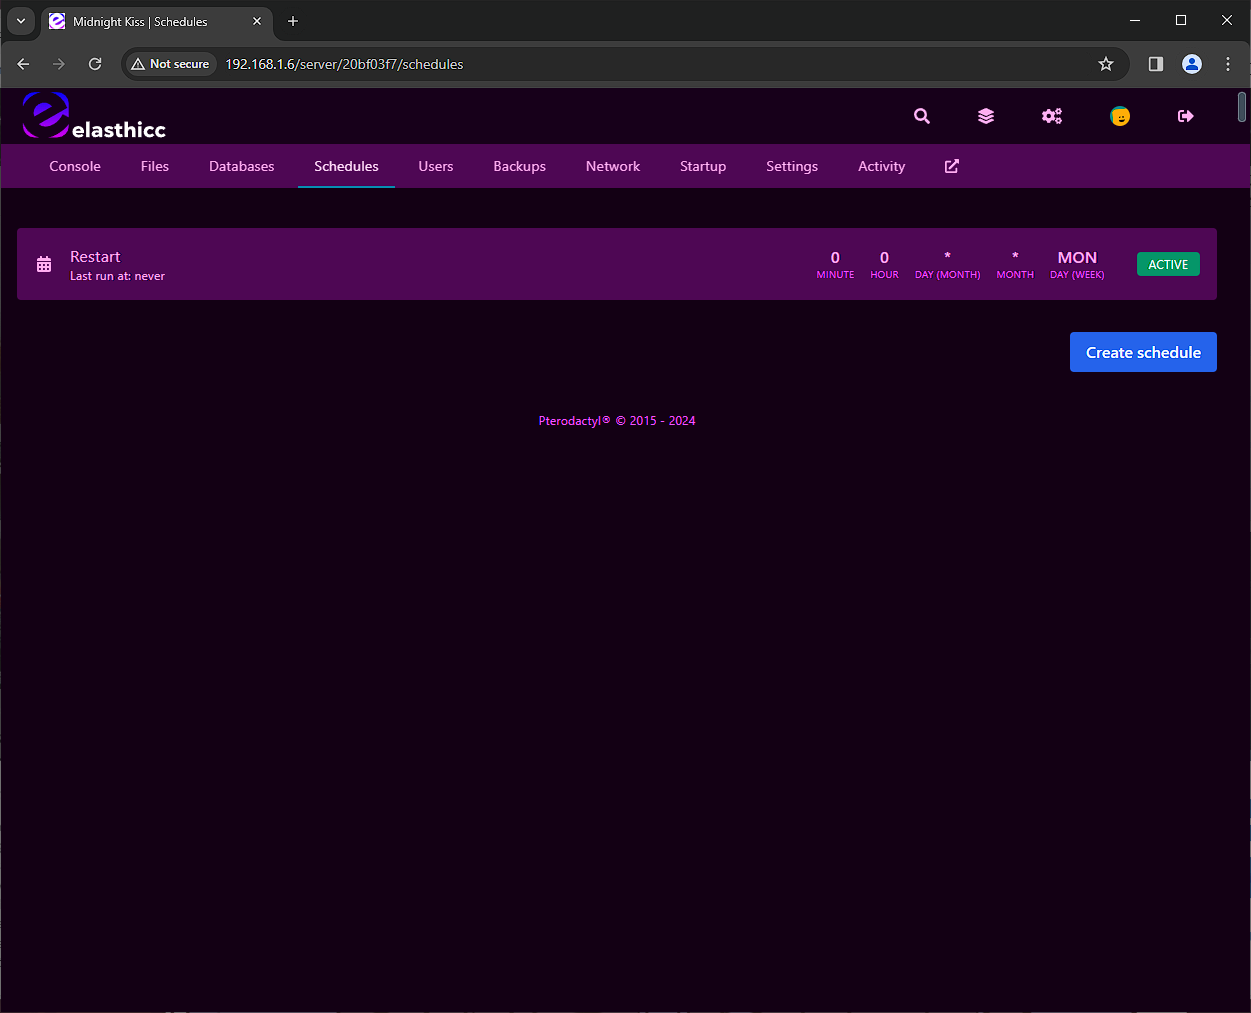 Midnight Kiss | Schedules
Not secure 192.168.1.6/server/20bf03f7/schedules
elasthicc
Console Files Databases Schedules Users Backups Network Startup Settings Activity
Restart
Last run at: never
0 0 * * MON
MINUTE HOUR DAY (MONTH) MONTH DAY (WEEK)
ACTIVE
Create schedule
Pterodactyl® © 2015 - 2024